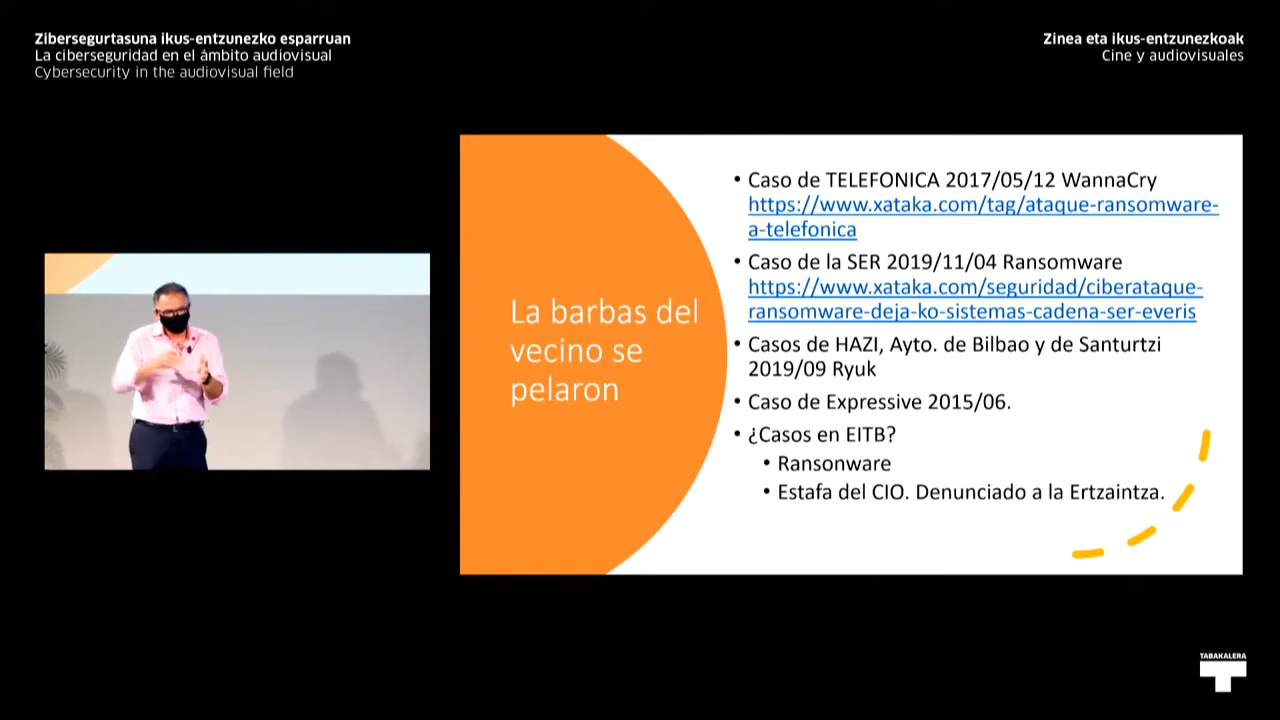 Zibersegurtasuna ikus-entzunezko esparruan
La ciberseguridad en el ámbito audiovisual
Cybersecurity in the audiovisual field
Zinea eta ikus-entzunezkoak
Cine y audiovisuales
La barbas del
vecino se
pelaron
• Caso de TELEFONICA 2017/05/12 WannaCry
https://www.xataka.com/tag/ataque-ransomware-
a-telefonica
• Caso de la SER 2019/11/04 Ransomware
https://www.xataka.com/seguridad/ciberataque-
ransomware-deja-ko-sistemas-cadena-ser-everis
• Casos de HAZI, Ayto. de Bilbao y de Santurtzi
2019/09 Ryuk
• Caso de Expressive 2015/06.
• ¿Casos en EITB?
• Ransonware
• Estafa del CIO. Denunciado a la Ertzaintza.
TABAKALERA